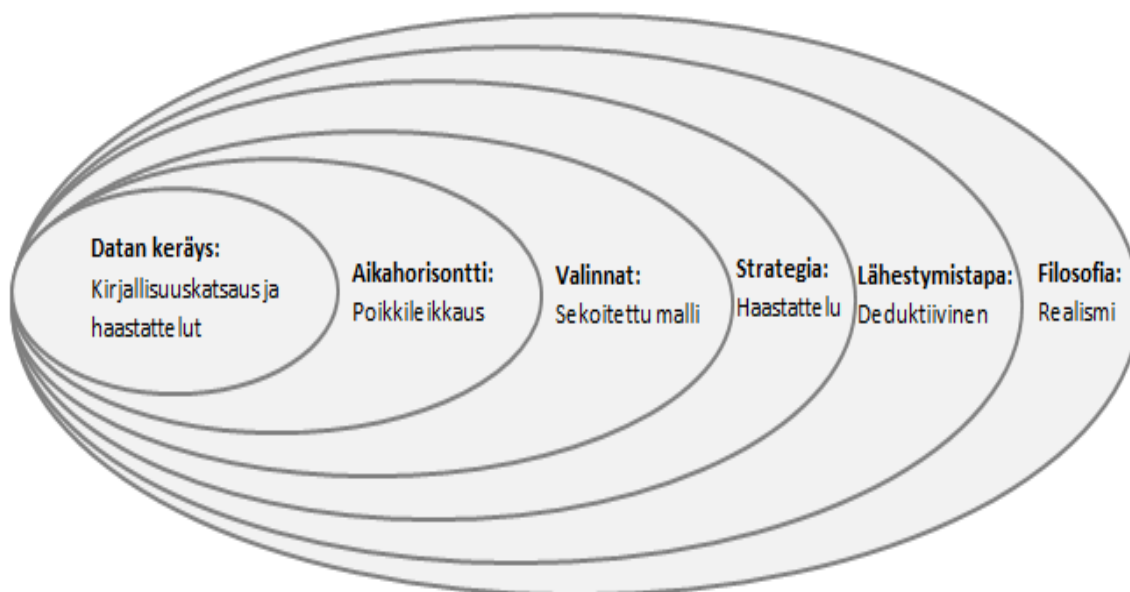 Datan keräys:
Kirjallisuuskatsaus ja
haastattelut
Aikahorisontti:
Poikkileikkaus
Valinnat:
Sekoitettu malli
Strategia:
Haastattelu
Lähestymistapa:
Deduktiivinen
Filosofia:
Realismi